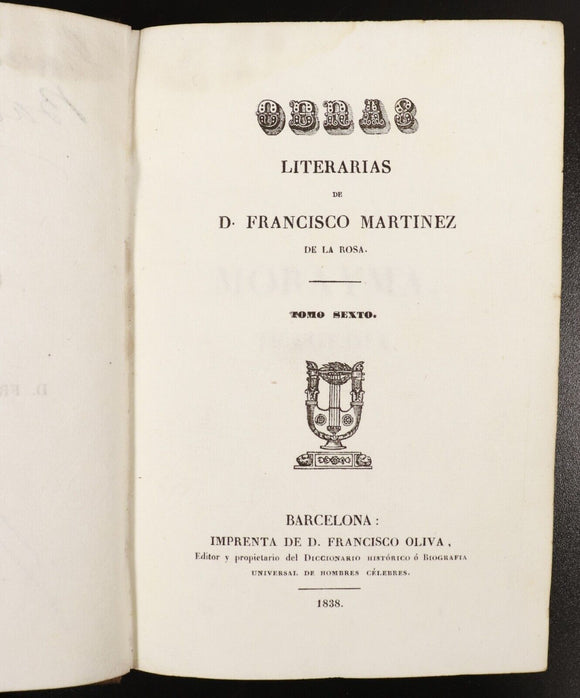 OBRAS
LITERARIAS
DE
D. FRANCISCO MARTINEZ
DE LA ROSA.
TOMO SEXTO.
BARCELONA:
IMPRENTA DE D. FRANCISCO OLIVA,
Editor y propietario del DICCIONARIO HISTÓRICO ó BIOGRAFIA
UNIVERSAL DE HOMBRES CÉLEBRES.
1838.